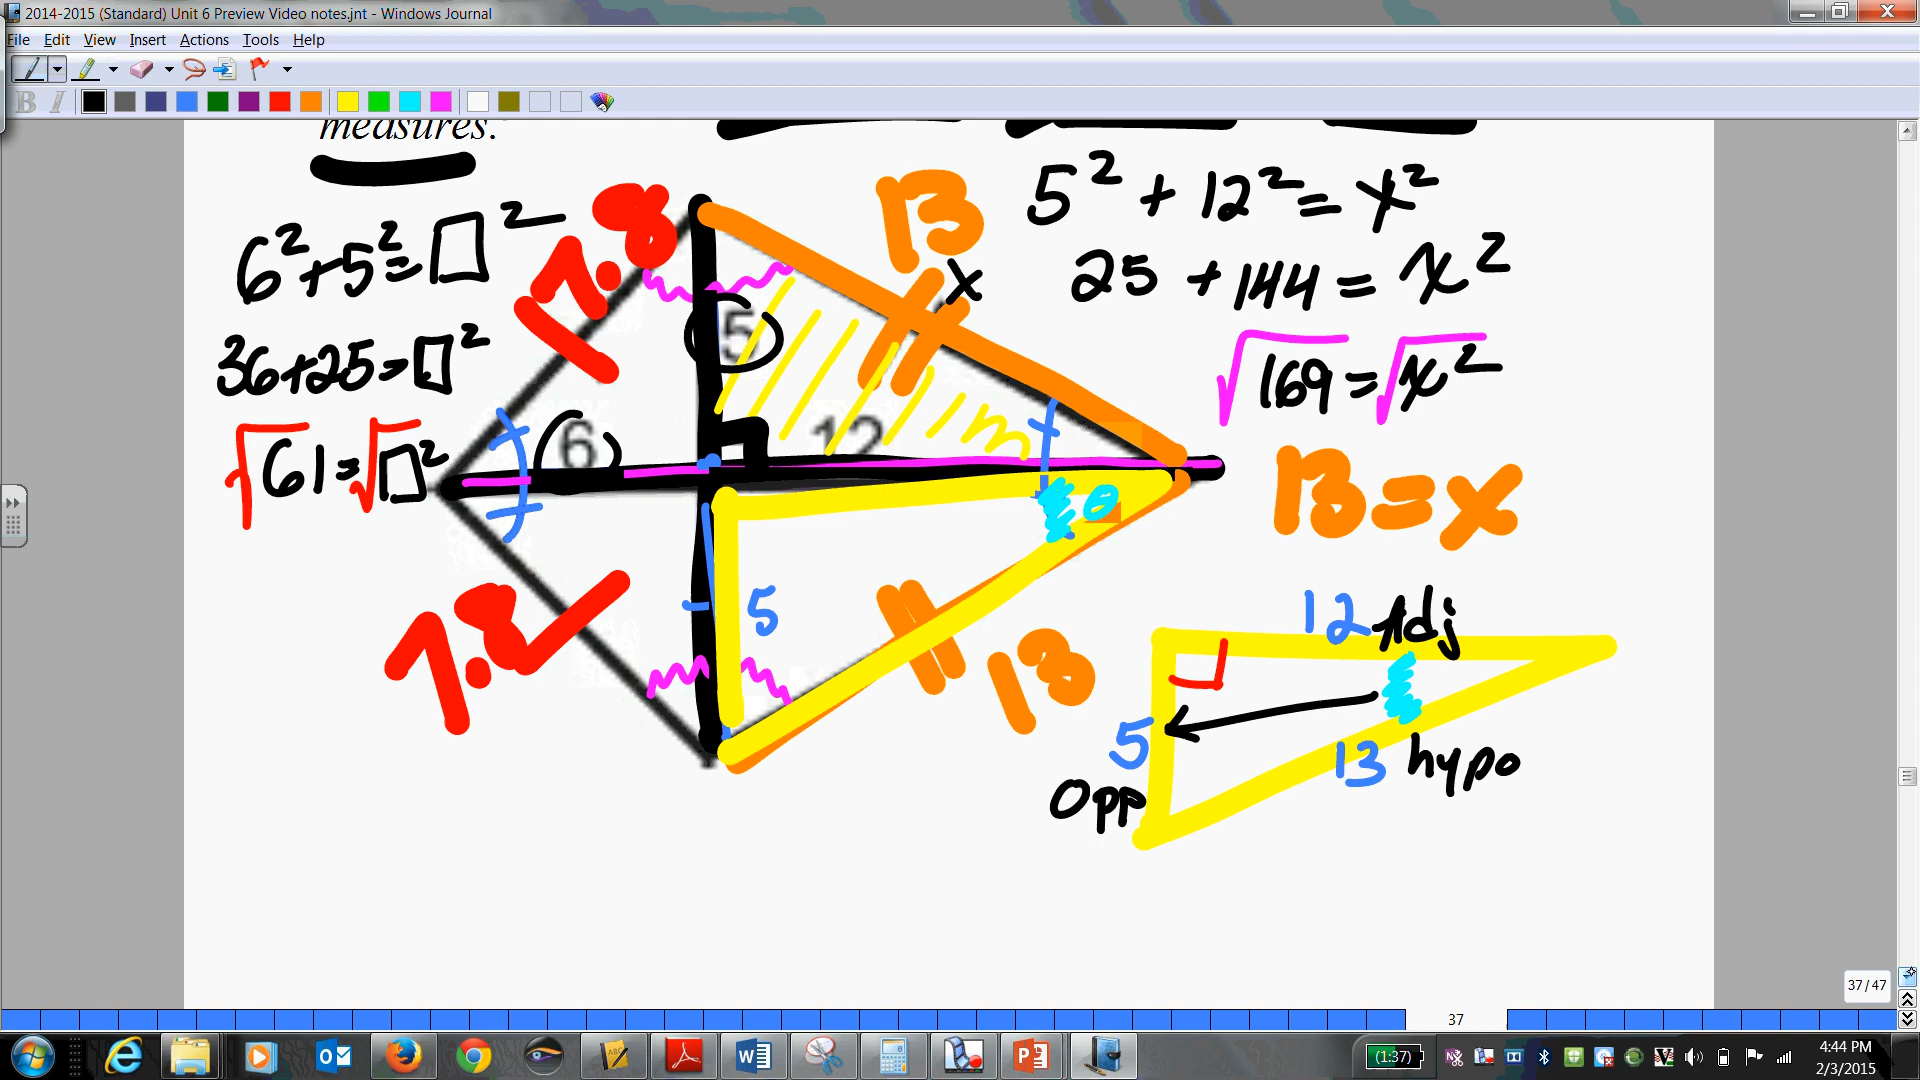 2014-2015 (Standard) Unit 6 Preview Video notes.jnt - Windows Journal
File Edit View Insert Actions Tools Help
B I
measures.
6² + 5² = □²
36 + 25 = □²
√61 = √□²
7.8
13
x
5
6
12
θ
5
7.8
13
5² + 12² = x²
25 + 144 = x²
√169 = √x²
13 = x
12 Adj
5
opp
13 hypo
37 / 47
37
(1:37)
4:44 PM
2/3/2015